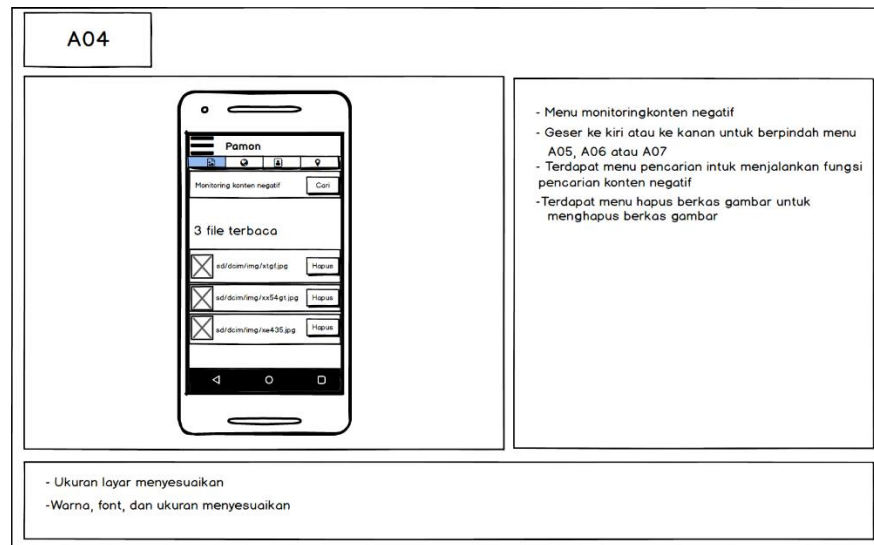 A04
Pamon
Monitoring konten negatif
Cari
3 file terbaca
sd/dcim/img/xtgf.jpg
Hapus
sd/dcim/img/xx54gt.jpg
Hapus
sd/dcim/img/xe435.jpg
Hapus
- Menu monitoringkonten negatif
- Geser ke kiri atau ke kanan untuk berpindah menu
A05, A06 atau A07
- Terdapat menu pencarian intuk menjalankan fungsi
pencarian konten negatif
-Terdapat menu hapus berkas gambar untuk
menghapus berkas gambar
- Ukuran layar menyesuaikan
-Warna, font, dan ukuran menyesuaikan